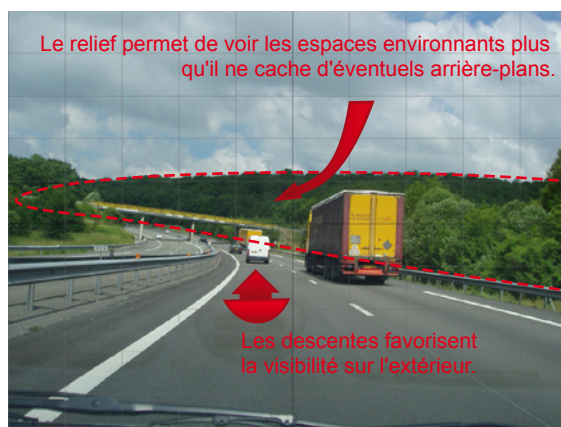 Le relief permet de voir les espaces environnants plus
qu'il ne cache d'éventuels arrière-plans.
Les descentes favorisent
la visibilité sur l'extérieur.